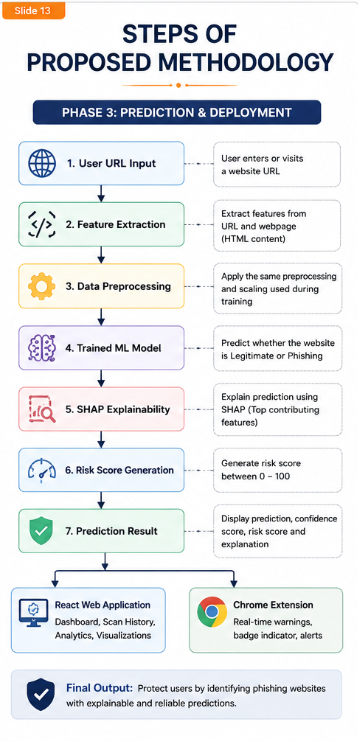 Slide 13
STEPS OF
PROPOSED METHODOLOGY
PHASE 3: PREDICTION & DEPLOYMENT
1. User URL Input
User enters or visits
a website URL
2. Feature Extraction
Extract features from
URL and webpage
(HTML content)
3. Data Preprocessing
Apply the same preprocessing
and scaling used during
training
4. Trained ML Model
Predict whether the website
is Legitimate or Phishing
5. SHAP Explainability
Explain prediction using
SHAP (Top contributing
features)
6. Risk Score Generation
Generate risk score
between 0 – 100
7. Prediction Result
Display prediction, confidence
score, risk score and
explanation
React Web Application
Dashboard, Scan History,
Analytics, Visualizations
Chrome Extension
Real-time warnings,
badge indicator, alerts
Final Output: Protect users by identifying phishing websites
with explainable and reliable predictions.